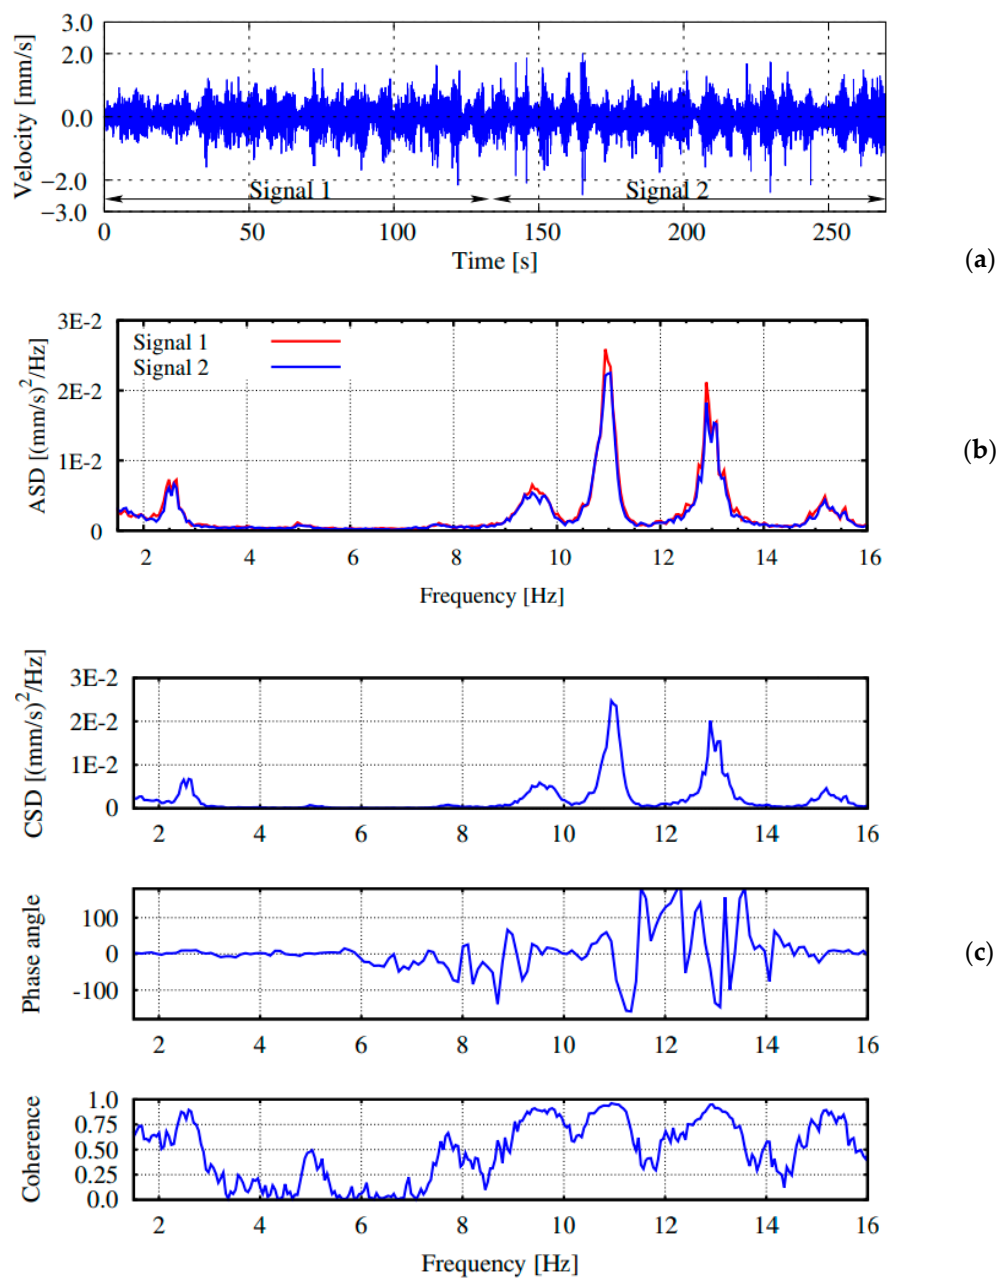 3.0
2.0
0.0
−2.0
−3.0
Velocity [mm/s]
Signal 1
Signal 2
0 50 100 150 200 250
Time [s]
(a)
3E-2
2E-2
1E-2
0
ASD [(mm/s)²/Hz]
Signal 1
Signal 2
2 4 6 8 10 12 14 16
Frequency [Hz]
(b)
3E-2
2E-2
1E-2
0
CSD [(mm/s)²/Hz]
2 4 6 8 10 12 14 16
100
0
-100
Phase angle
2 4 6 8 10 12 14 16
(c)
1.0
0.75
0.50
0.25
0.0
Coherence
2 4 6 8 10 12 14 16
Frequency [Hz]